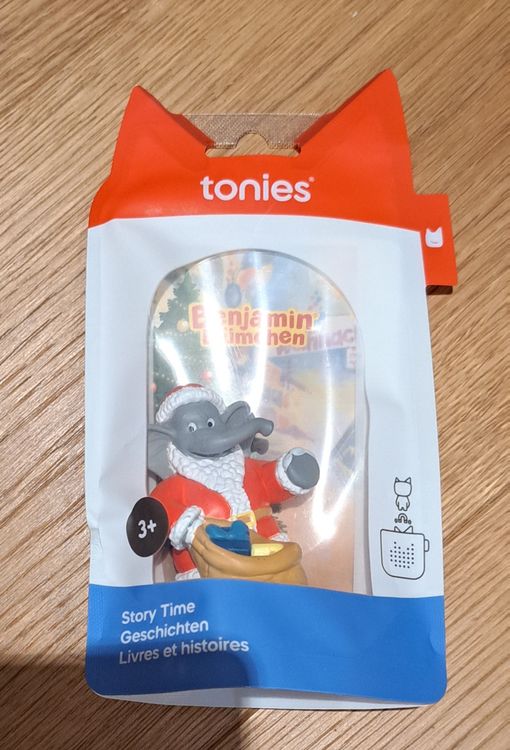 tonies®
Benjamin
Blümchen
3+
Story Time
Geschichten
Livres et histoires